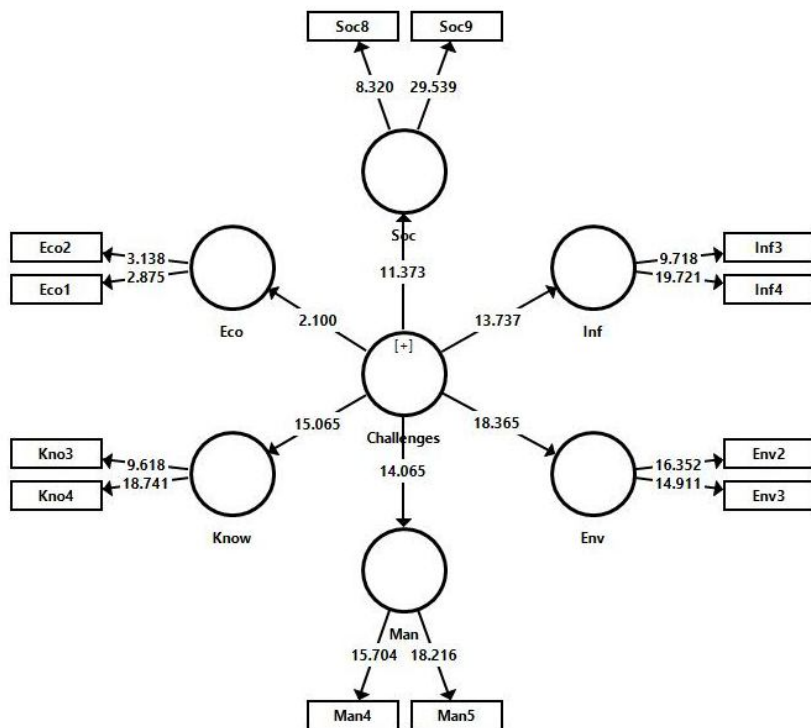 Soc8 Soc9
8.320 29.539
Soc
Eco2 3.138
Eco1 2.875
Eco
9.718 Inf3
19.721 Inf4
Inf
11.373
2.100 13.737
[+]
Challenges
15.065 18.365
14.065
Kno3 9.618
Kno4 18.741
Know
16.352 Env2
14.911 Env3
Env
Man
15.704 18.216
Man4 Man5